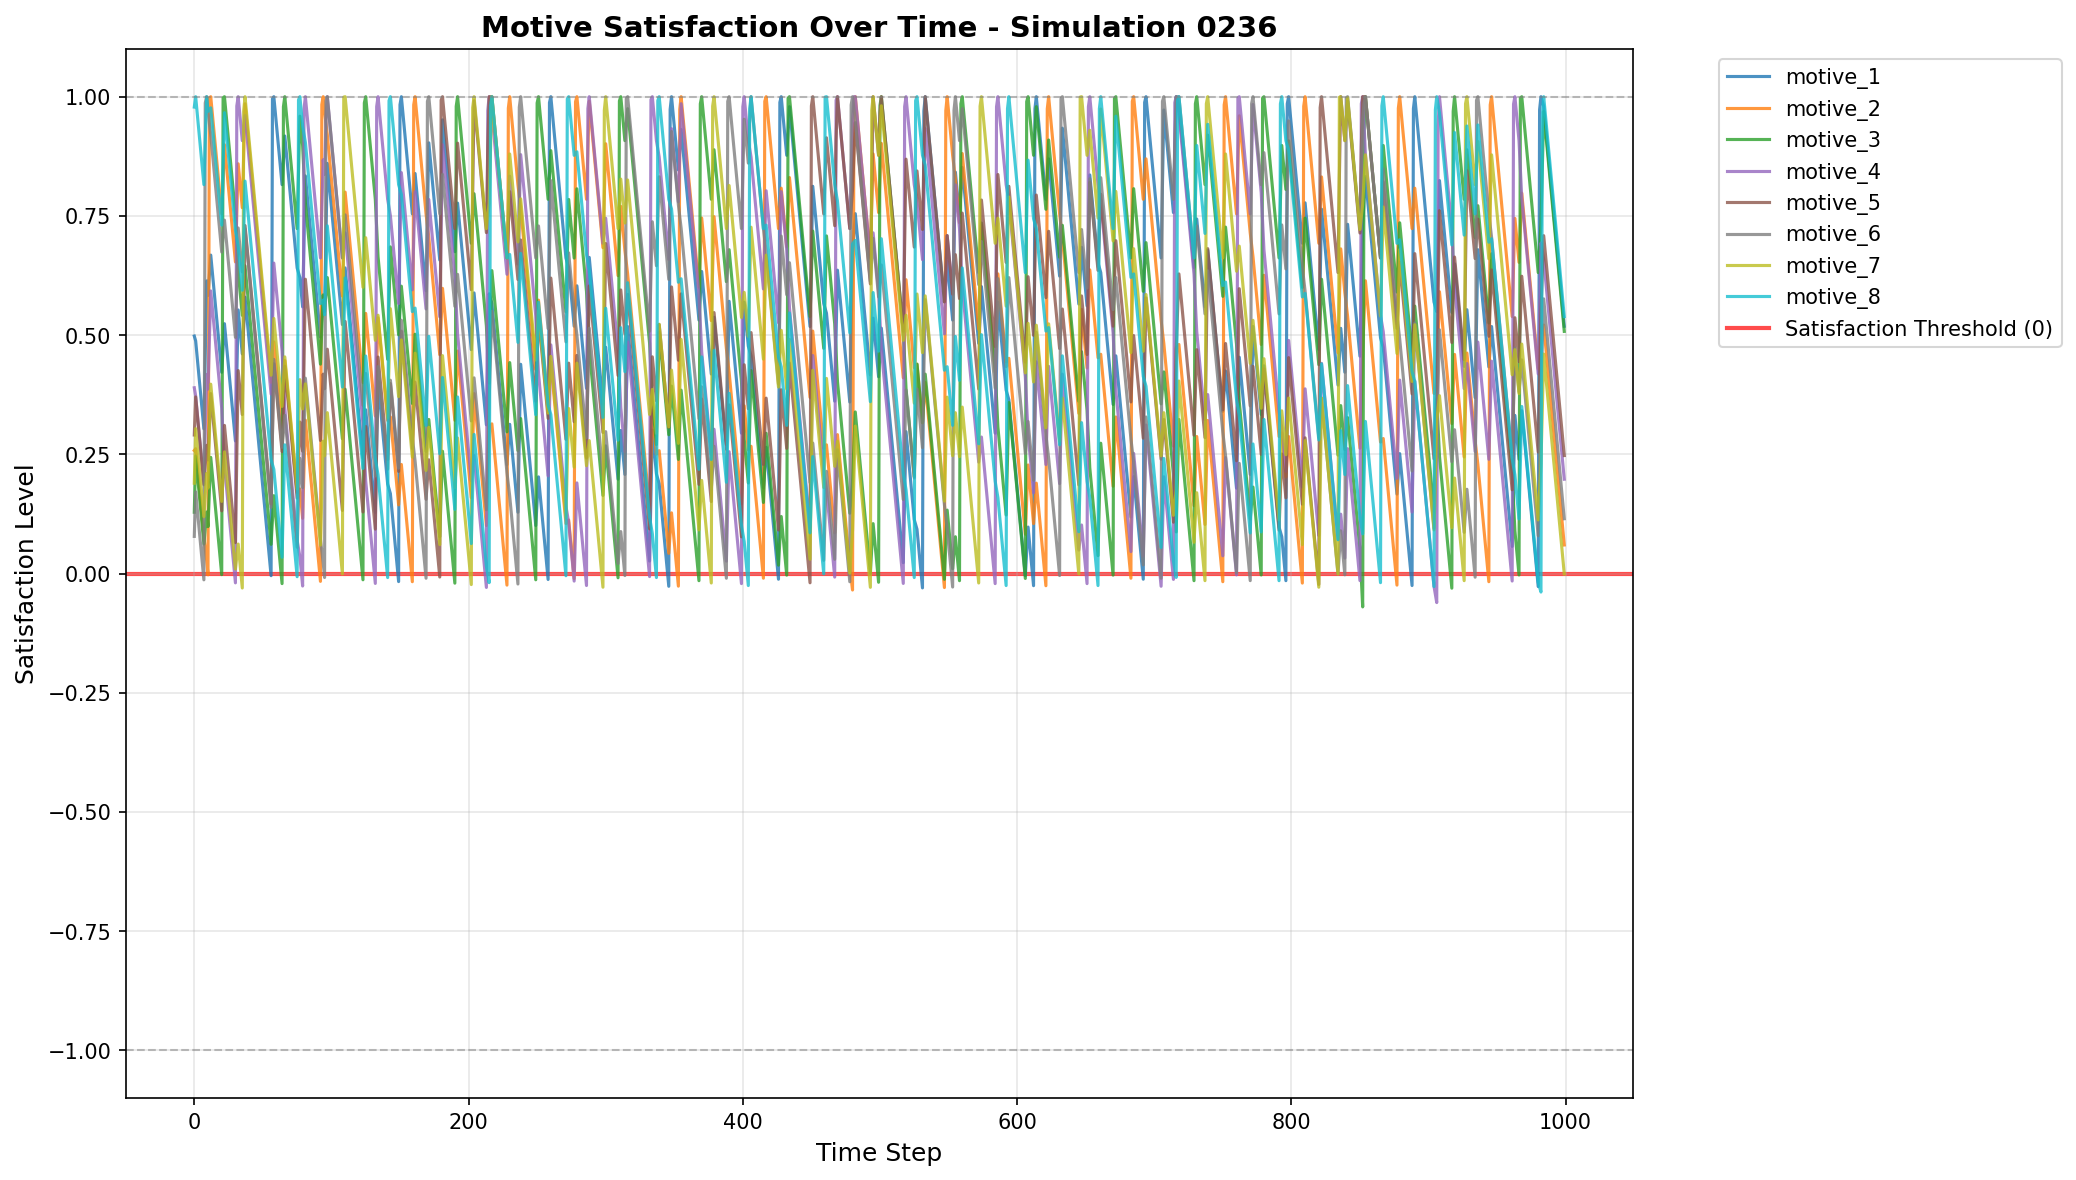 Motive Satisfaction Over Time - Simulation 0236
Satisfaction Level
1.00
0.75
0.50
0.25
0.00
−0.25
−0.50
−0.75
−1.00
0
200
400
600
800
1000
Time Step
motive_1
motive_2
motive_3
motive_4
motive_5
motive_6
motive_7
motive_8
Satisfaction Threshold (0)